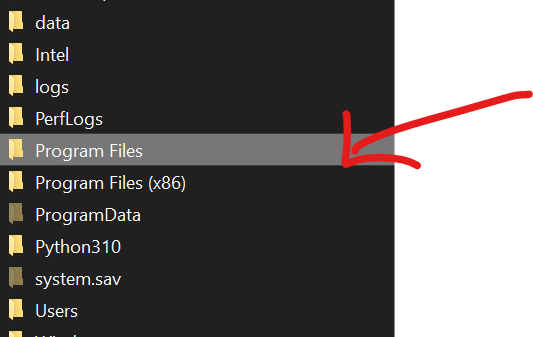 data
Intel
logs
PerfLogs
Program Files
Program Files (x86)
ProgramData
Python310
system.sav
Users